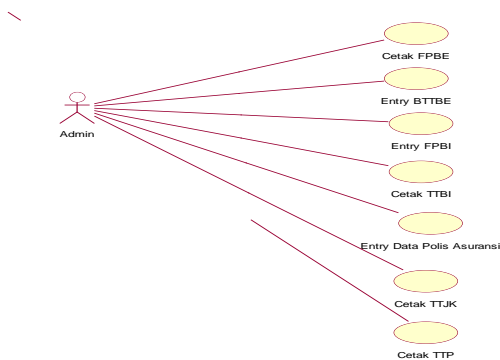 Cetak FPBE
Entry BTTBE
Admin
Entry FPBI
Cetak TTBI
Entry Data Polis Asuransi
Cetak TTJK
Cetak TTP